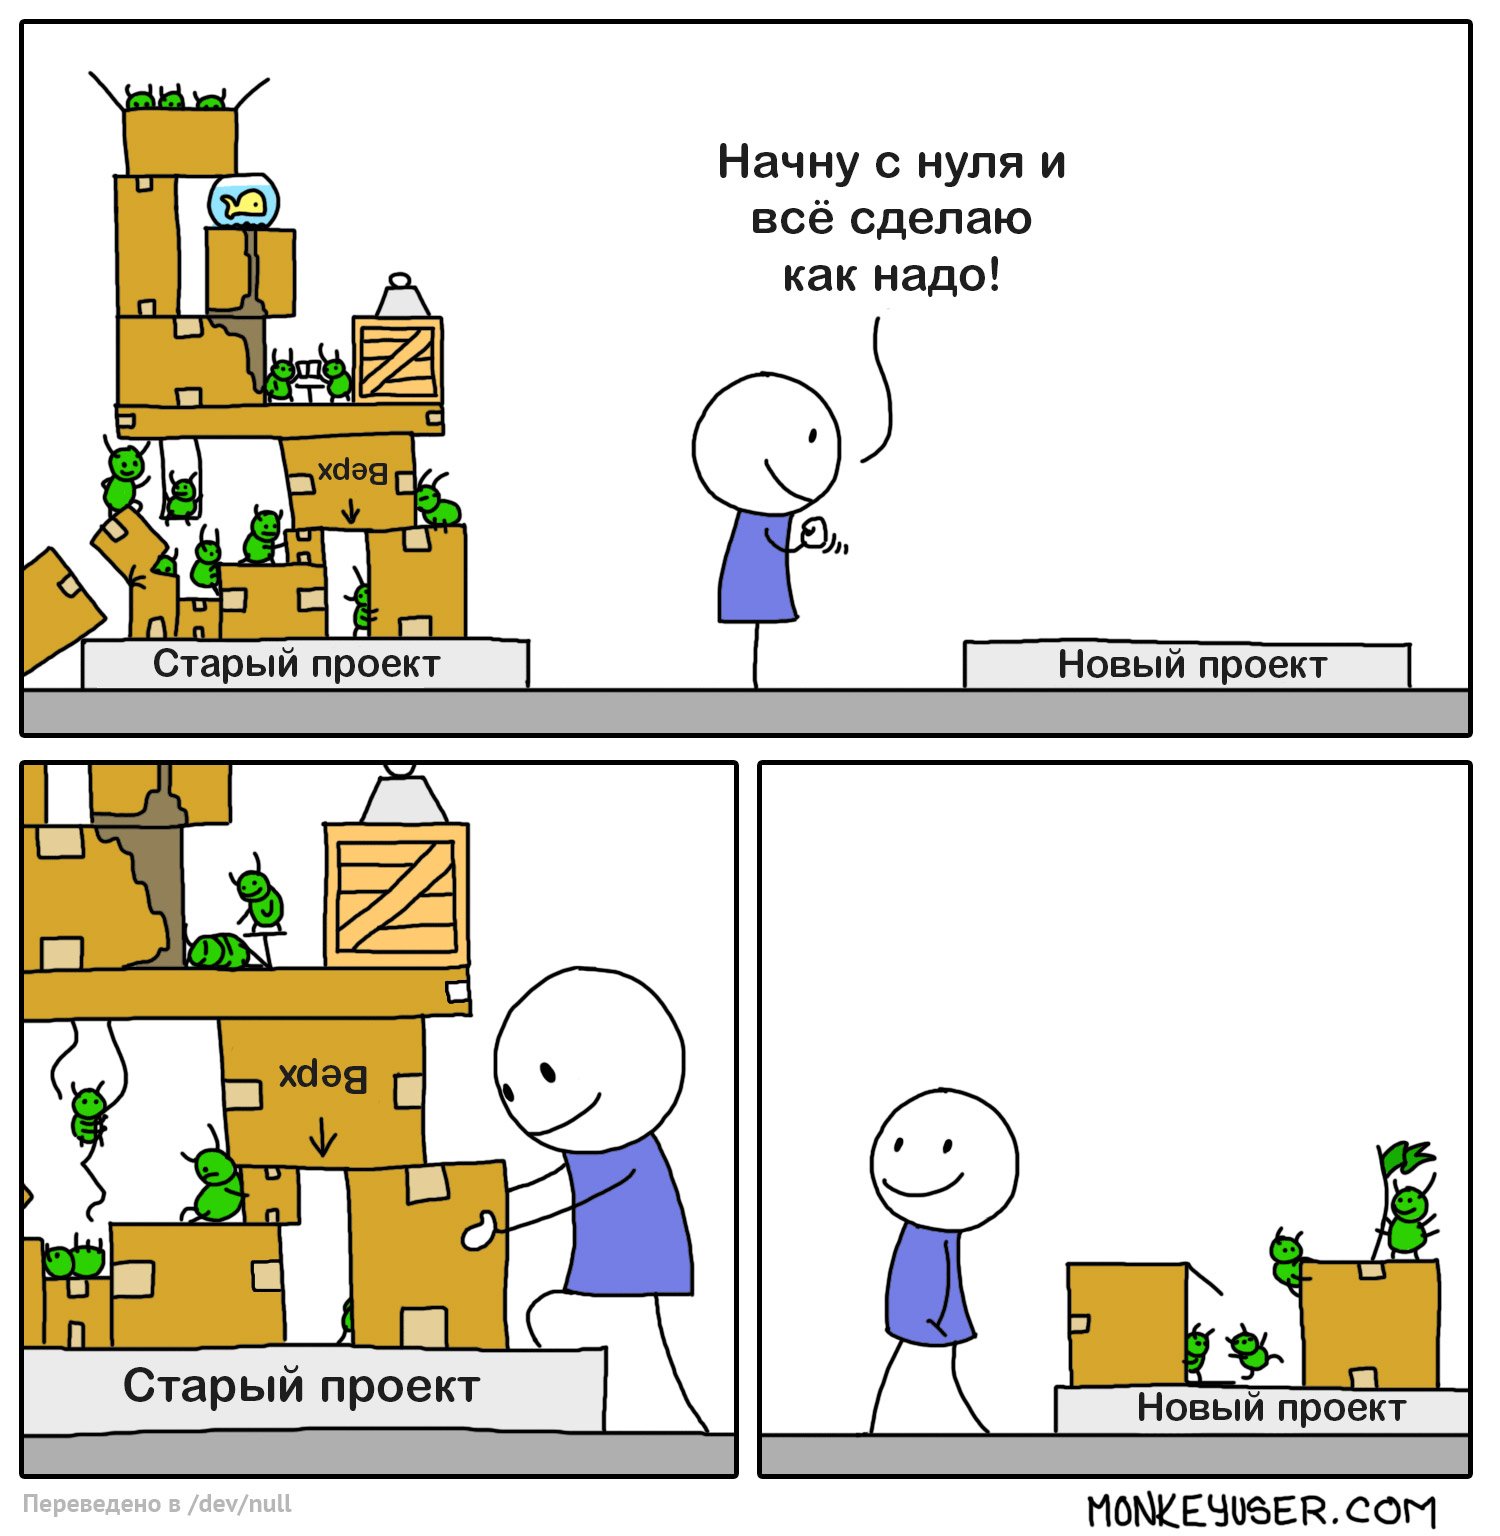 Начну с нуля и
всё сделаю
как надо!
Верх
Старый проект
Новый проект
Верх
Старый проект
Новый проект
Переведено в /dev/null
MONKEYUSER.COM